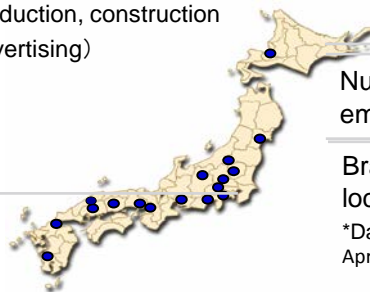 duction, construction
vertising)
Nu
em
Bra
loc
*Da
Apr